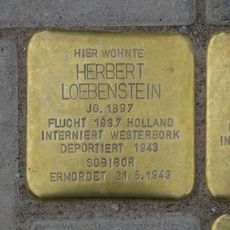 HIER WOHNTE
HERBERT
LOEBENSTEIN
JG. 1897
FLUCHT 1937 HOLLAND
INTERNIERT WESTERBORK
DEPORTIERT 1943
SOBIBOR
ERMORDET 21.5.1943